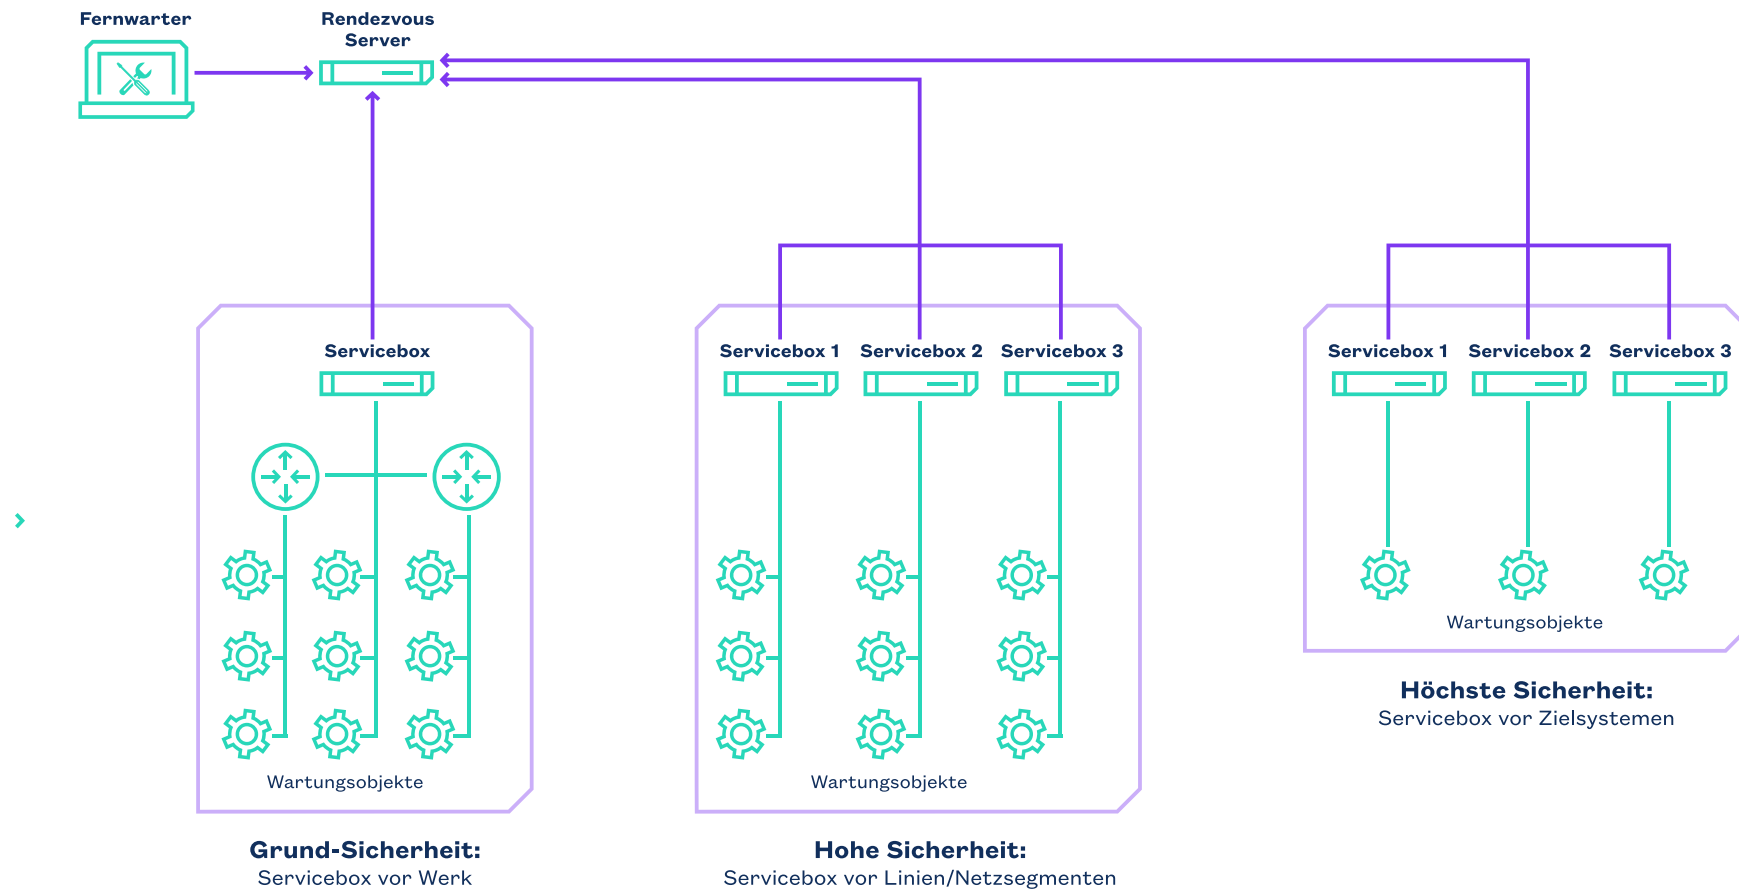 Fernwarter
Rendezvous
Server
Servicebox
Wartungsobjekte
Grund-Sicherheit:
Servicebox vor Werk
Servicebox 1
Servicebox 2
Servicebox 3
Wartungsobjekte
Hohe Sicherheit:
Servicebox vor Linien/Netzsegmenten
Servicebox 1
Servicebox 2
Servicebox 3
Wartungsobjekte
Höchste Sicherheit:
Servicebox vor Zielsystemen